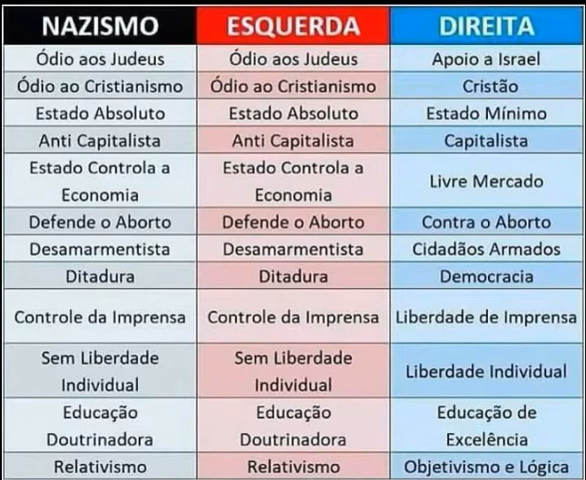 NAZISMO ESQUERDA DIREITA
Ódio aos Judeus Ódio aos Judeus Apoio a Israel
Ódio ao Cristianismo Ódio ao Cristianismo Cristão
Estado Absoluto Estado Absoluto Estado Mínimo
Anti Capitalista Anti Capitalista Capitalista
Estado Controla a Economia Estado Controla a Economia Livre Mercado
Defende o Aborto Defende o Aborto Contra o Aborto
Desamarmentista Desarmamentista Cidadãos Armados
Ditadura Ditadura Democracia
Controle da Imprensa Controle da Imprensa Liberdade de Imprensa
Sem Liberdade Individual Sem Liberdade Individual Liberdade Individual
Educação Doutrinadora Educação Doutrinadora Educação de Excelência
Relativismo Relativismo Objetivismo e Lógica